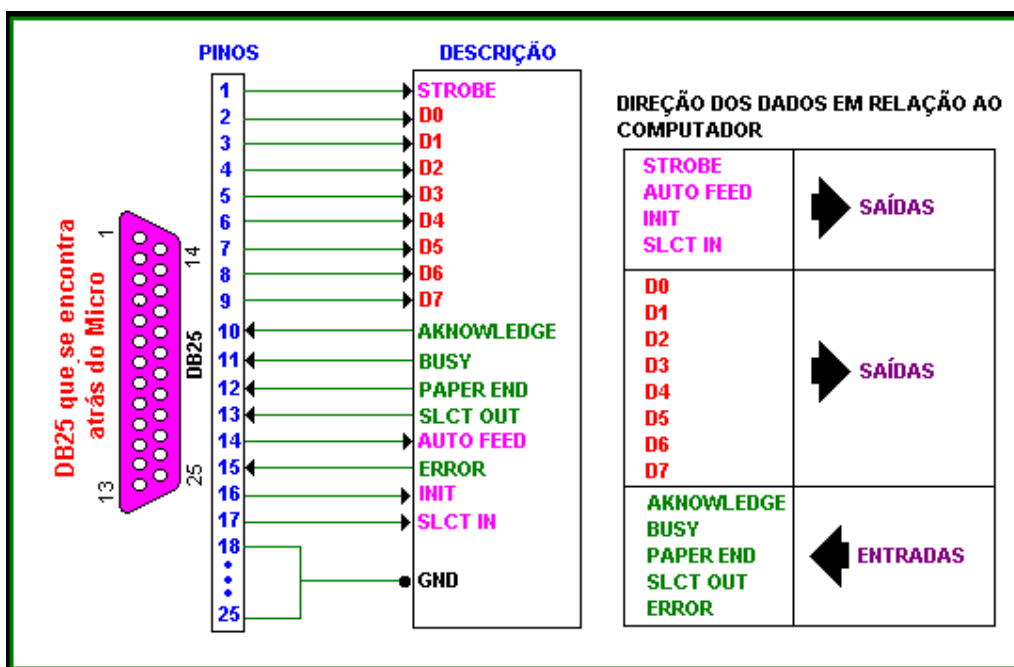 PINOS
DESCRIÇÃO
1 STROBE
2 D0
3 D1
4 D2
5 D3
6 D4
7 D5
8 D6
9 D7
10 AKNOWLEDGE
11 BUSY
12 PAPER END
13 SLCT OUT
14 AUTO FEED
15 ERROR
16 INIT
17 SLCT IN
18
GND
25
DB25 que se encontra
atrás do Micro
1
14
DB25
13
25
DIREÇÃO DOS DADOS EM RELAÇÃO AO
COMPUTADOR
STROBE
AUTO FEED
INIT
SLCT IN
SAÍDAS
D0
D1
D2
D3
D4
D5
D6
D7
SAÍDAS
AKNOWLEDGE
BUSY
PAPER END
SLCT OUT
ERROR
ENTRADAS